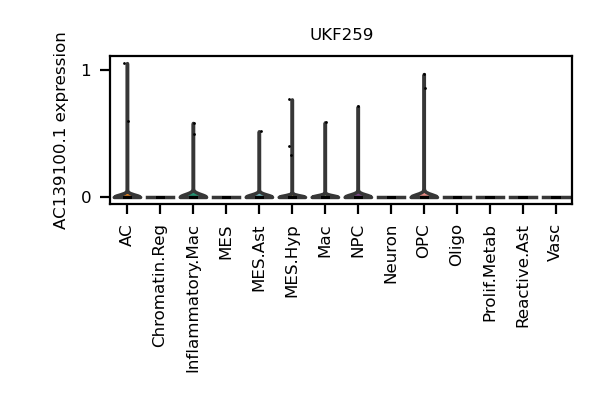 UKF259
AC139100.1 expression
1
0
AC
Chromatin.Reg
Inflammatory.Mac
MES
MES.Ast
MES.Hyp
Mac
NPC
Neuron
OPC
Oligo
Prolif.Metab
Reactive.Ast
Vasc